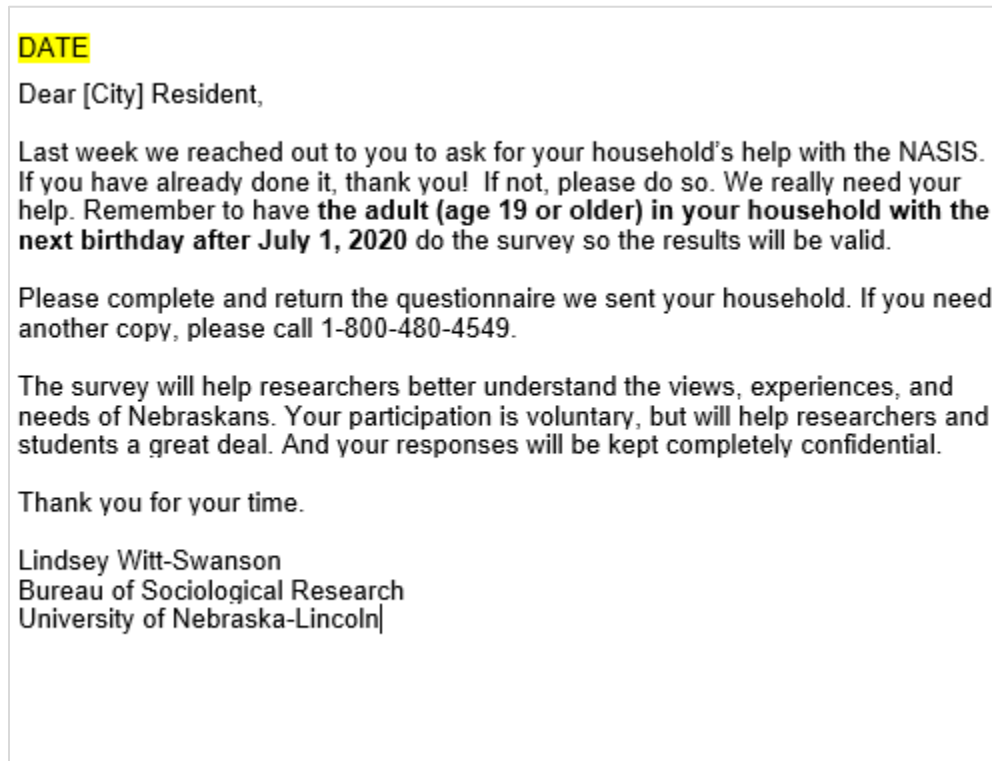 DATE
Dear [City] Resident,
Last week we reached out to you to ask for your household's help with the NASIS.
If you have already done it, thank you!  If not, please do so. We really need your
help. Remember to have the adult (age 19 or older) in your household with the
next birthday after July 1, 2020 do the survey so the results will be valid.
Please complete and return the questionnaire we sent your household. If you need
another copy, please call 1-800-480-4549.
The survey will help researchers better understand the views, experiences, and
needs of Nebraskans. Your participation is voluntary, but will help researchers and
students a great deal. And your responses will be kept completely confidential.
Thank you for your time.
Lindsey Witt-Swanson
Bureau of Sociological Research
University of Nebraska-Lincoln